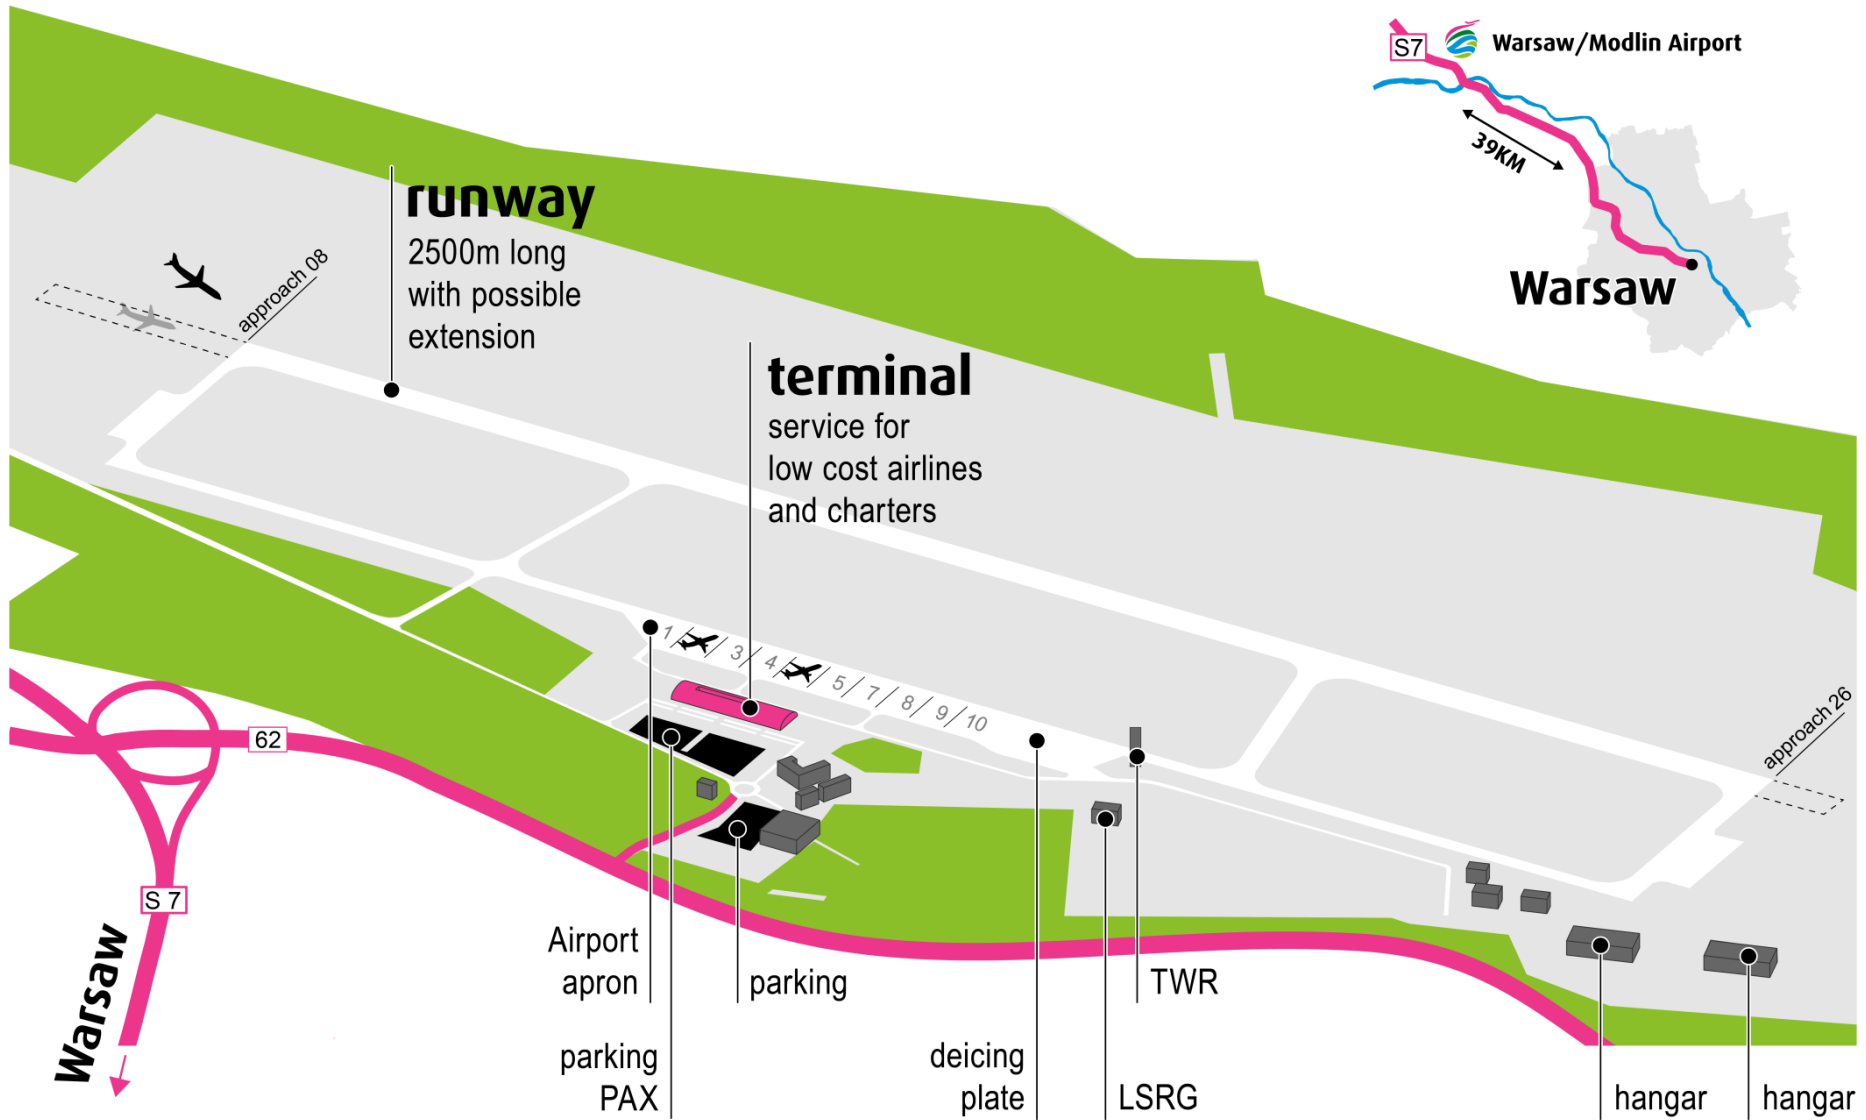 S7
Warsaw/Modlin Airport
39KM
Warsaw
runway
2500m long
with possible
extension
approach 08
terminal
service for
low cost airlines
and charters
1
3
4
5
7
8
9
10
approach 26
62
S 7
Warsaw
Airport
apron
parking
TWR
parking
PAX
deicing
plate
LSRG
hangar
hangar